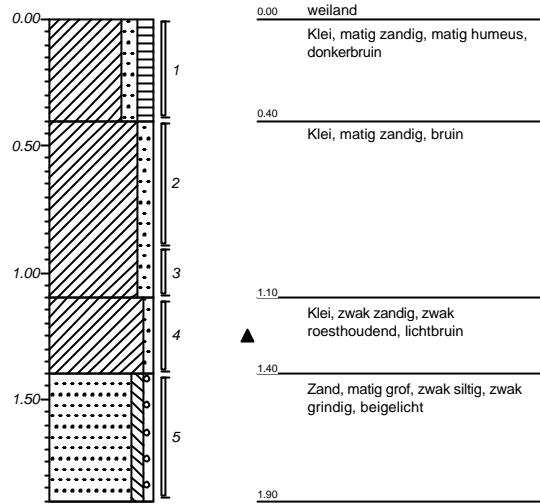 0.00
0.50
1.00
1.50
1
2
3
4
5
0.00 weiland
Klei, matig zandig, matig humeus,
donkerbruin
0.40
Klei, matig zandig, bruin
1.10
Klei, zwak zandig, zwak
roesthoudend, lichtbruin
1.40
Zand, matig grof, zwak siltig, zwak
grindig, beigelicht
1.90